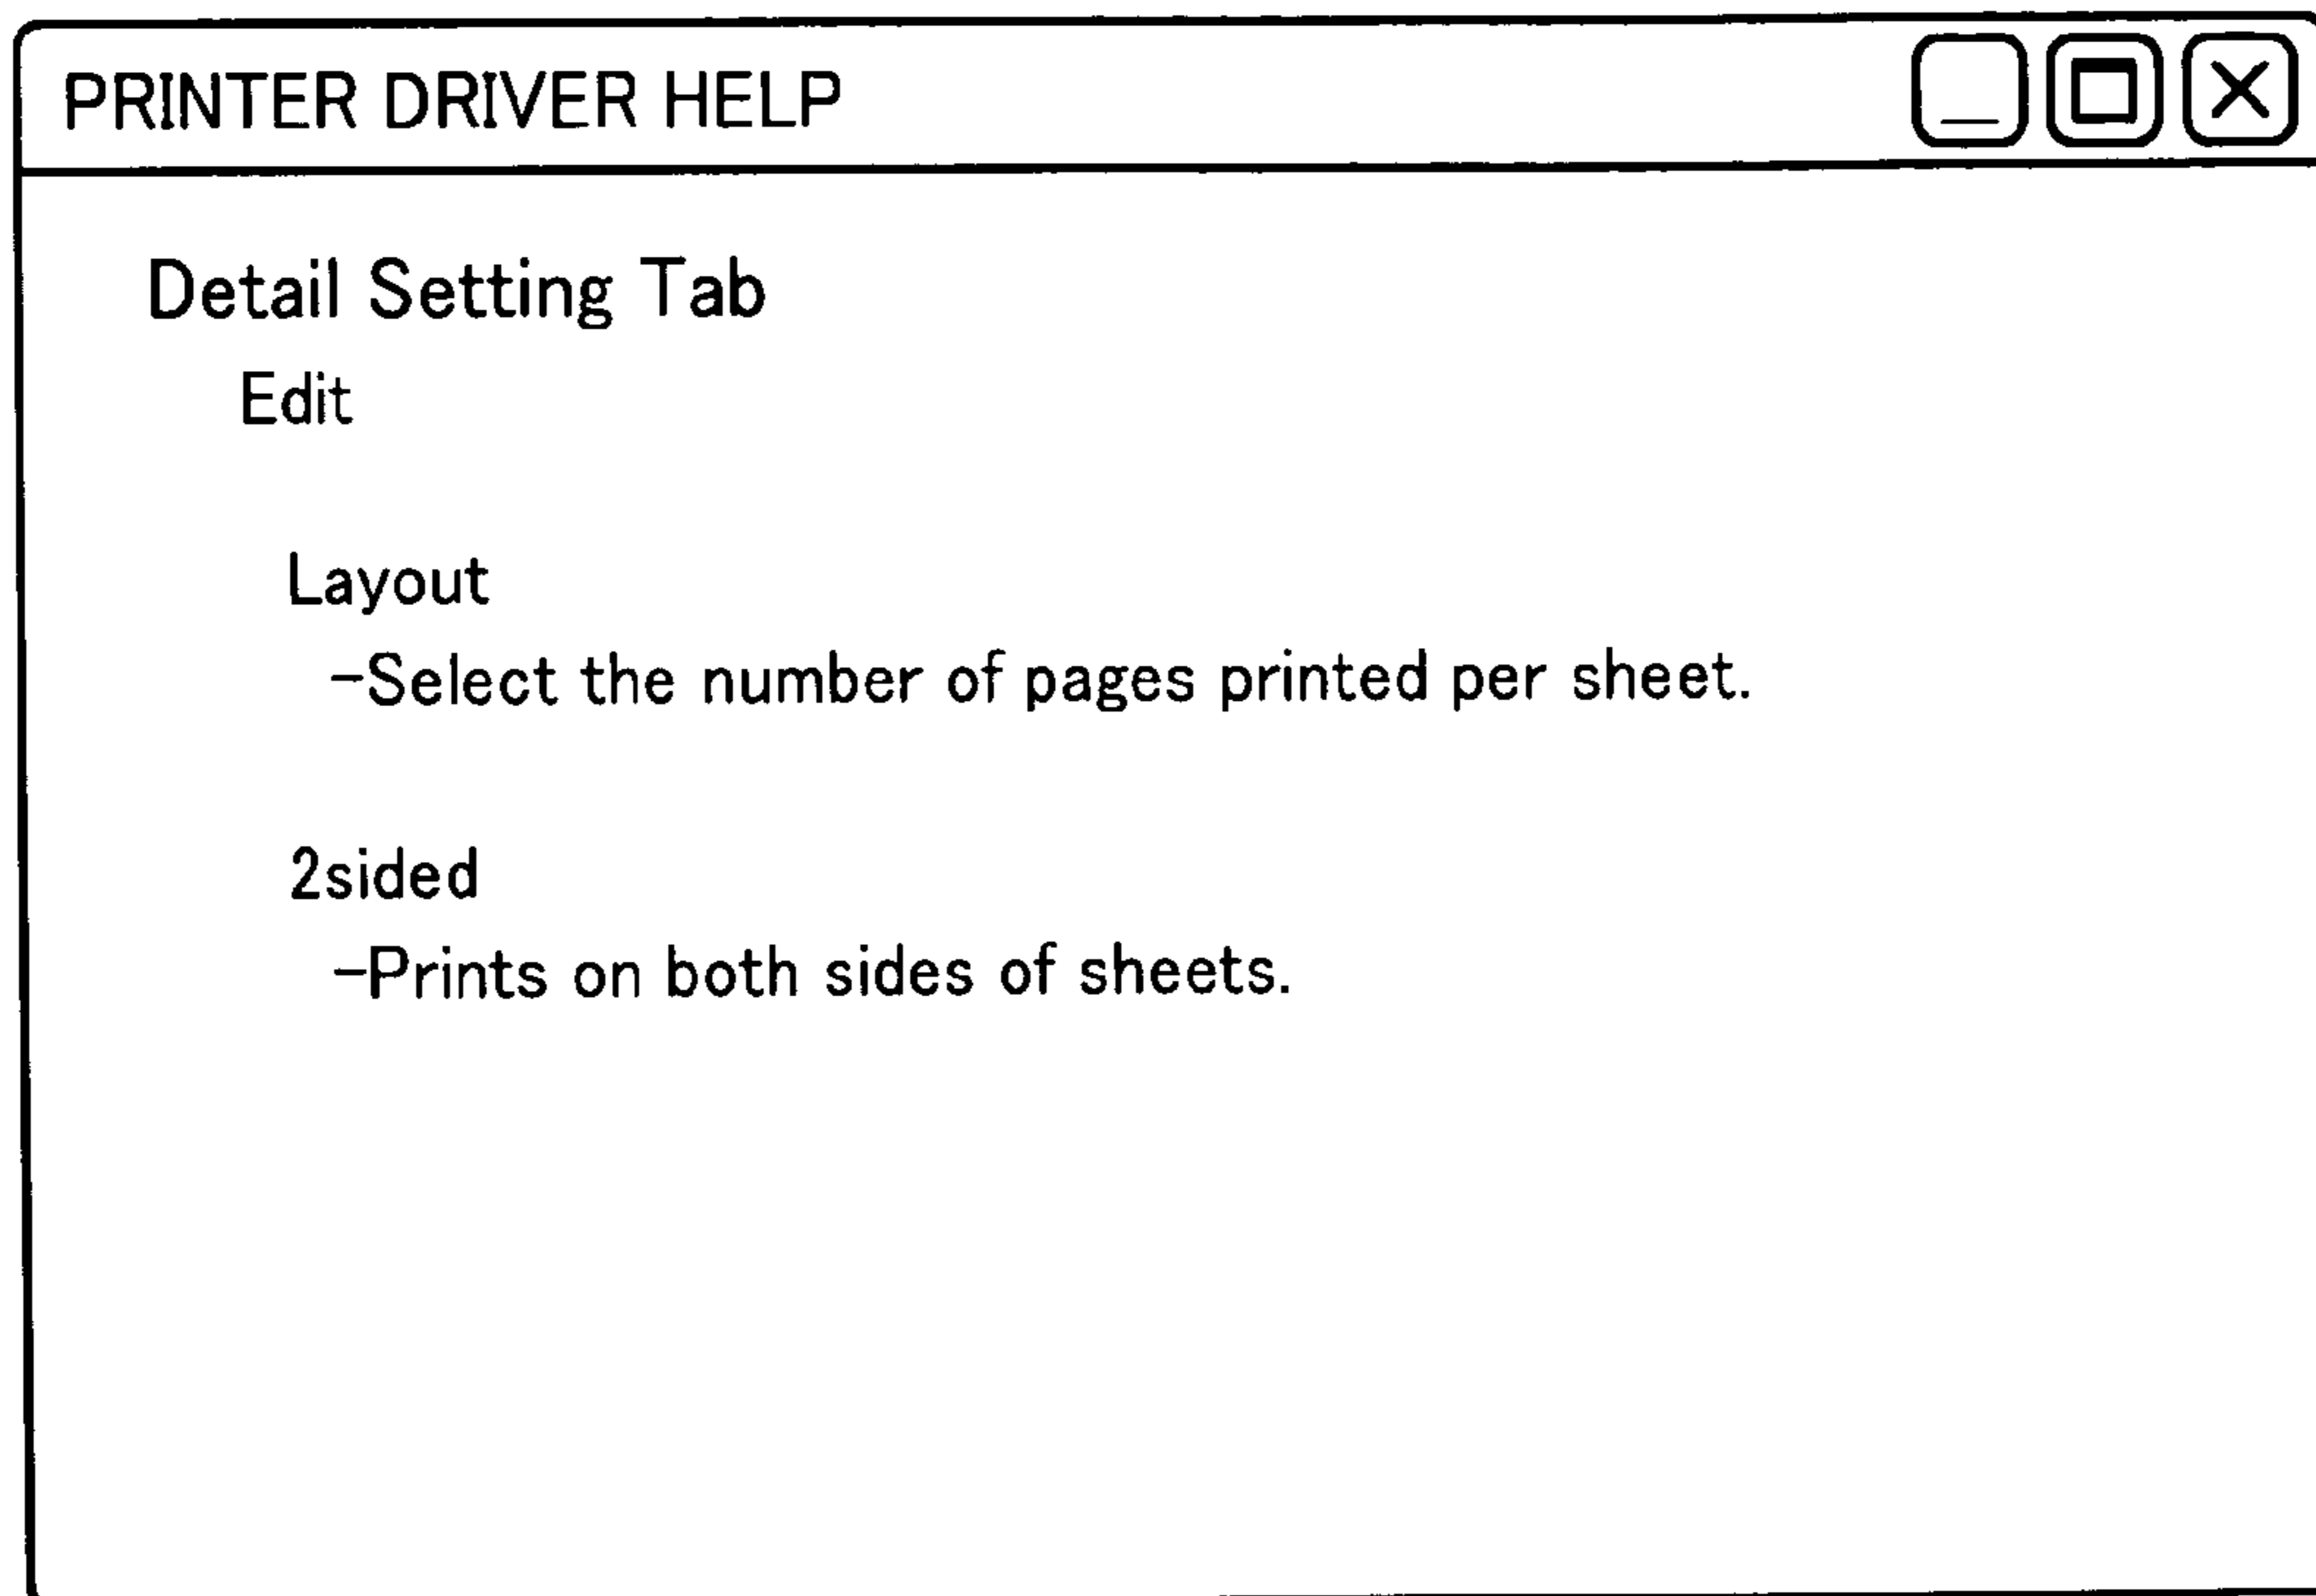 PRINTER DRIVER HELP
Detail Setting Tab
Edit
Layout
-Select the number of pages printed per sheet.
2sided
-Prints on both sides of sheets.